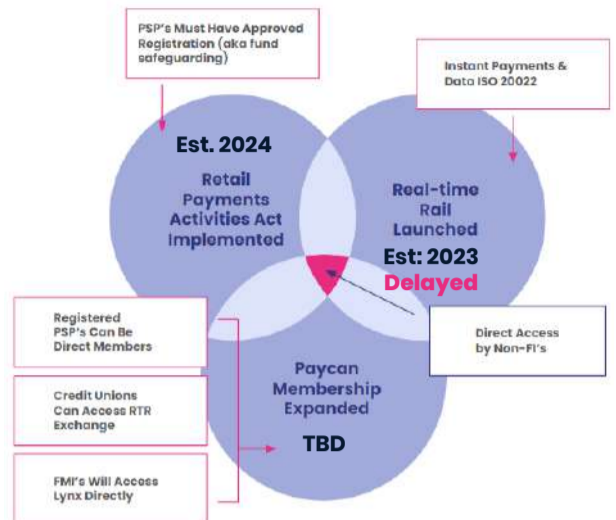 PSP's Must Have Approved
Registration (aka fund
safeguarding)
Instant Payments &
Data ISO 20022
Est. 2024
Retail
Payments
Activities Act
Implemented
Real-time
Rail
Launched
Est: 2023
Delayed
Registered
PSP's Can Be
Direct Members
Credit Unions
Can Access RTR
Exchange
FMI's Will Access
Lynx Directly
Paycan
Membership
Expanded
TBD
Direct Access
by Non-FI's